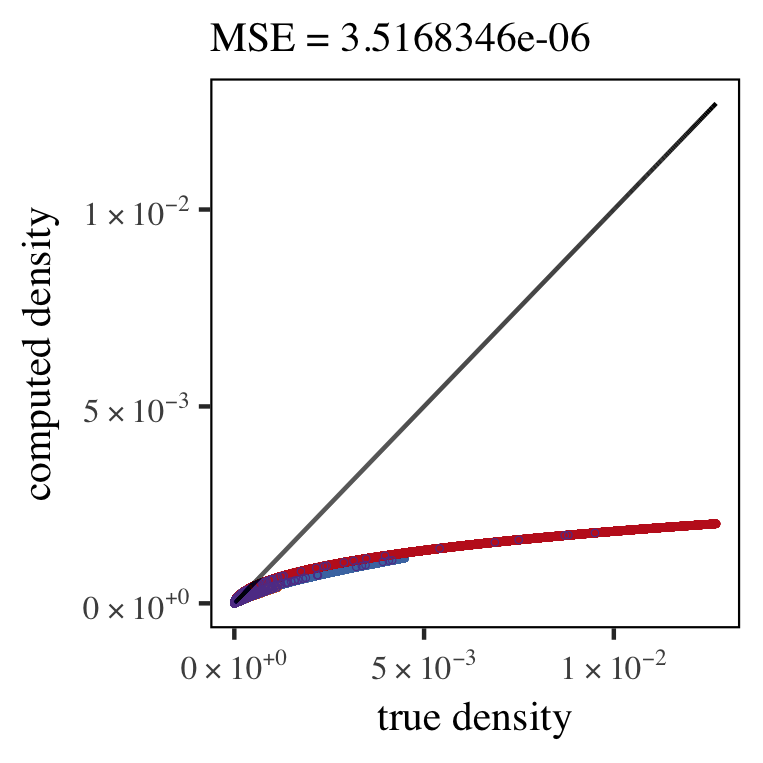 MSE = 3.5168346e-06
computed density
1 × 10⁻²
5 × 10⁻³
0 × 10⁺⁰
0 × 10⁺⁰ 5 × 10⁻³ 1 × 10⁻²
true density